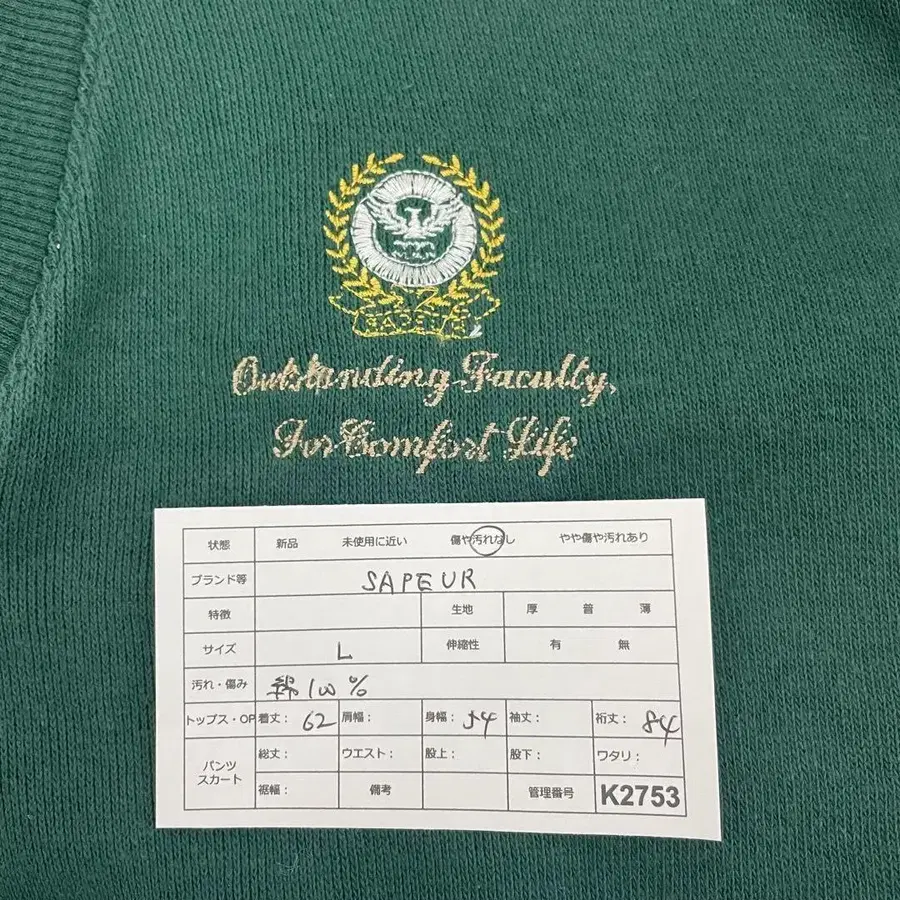 Outstanding Faculty,
For Comfort Life
状態 新品 未使用に近い 傷や汚れなし やや傷や汚れあり
ブランド等 SAPEUR
特徴 生地 厚 普 薄
サイズ L 伸縮性 有 無
汚れ・傷み 綿100%
トップス・OP 着丈: 62 肩幅: 身幅: 54 袖丈: 裄丈: 84
パンツ
スカート
総丈: ウエスト: 股上: 股下: ワタリ:
裾幅: 備考 管理番号 K2753